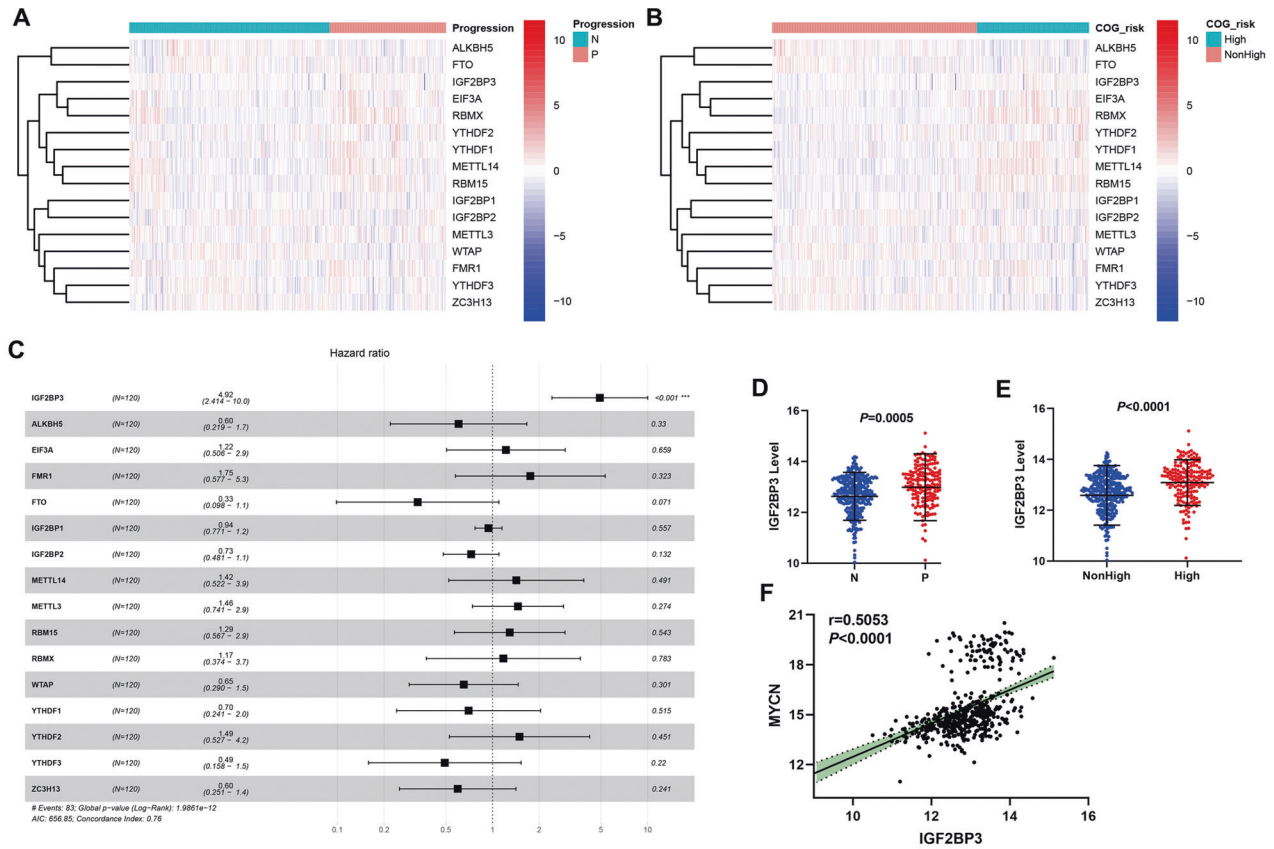 A
Progression
Progression
N
P
10
5
0
−5
−10
ALKBH5
FTO
IGF2BP3
EIF3A
RBMX
YTHDF2
YTHDF1
METTL14
RBM15
IGF2BP1
IGF2BP2
METTL3
WTAP
FMR1
YTHDF3
ZC3H13
B
COG_risk
COG_risk
High
NonHigh
10
5
0
−5
−10
ALKBH5
FTO
IGF2BP3
EIF3A
RBMX
YTHDF2
YTHDF1
METTL14
RBM15
IGF2BP1
IGF2BP2
METTL3
WTAP
FMR1
YTHDF3
ZC3H13
C
Hazard ratio
IGF2BP3 (N=120) 4.92 (2.414 − 10.0) <0.001 ***
ALKBH5 (N=120) 0.60 (0.219 − 1.7) 0.33
EIF3A (N=120) 1.22 (0.506 − 2.9) 0.659
FMR1 (N=120) 1.75 (0.577 − 5.3) 0.323
FTO (N=120) 0.33 (0.098 − 1.1) 0.071
IGF2BP1 (N=120) 0.94 (0.771 − 1.2) 0.557
IGF2BP2 (N=120) 0.73 (0.481 − 1.1) 0.132
METTL14 (N=120) 1.42 (0.522 − 3.9) 0.491
METTL3 (N=120) 1.46 (0.741 − 2.9) 0.274
RBM15 (N=120) 1.29 (0.567 − 2.9) 0.543
RBMX (N=120) 1.17 (0.374 − 3.7) 0.783
WTAP (N=120) 0.65 (0.290 − 1.5) 0.301
YTHDF1 (N=120) 0.70 (0.241 − 2.0) 0.515
YTHDF2 (N=120) 1.49 (0.527 − 4.2) 0.451
YTHDF3 (N=120) 0.49 (0.158 − 1.5) 0.22
ZC3H13 (N=120) 0.60 (0.251 − 1.4) 0.241
# Events: 83; Global p−value (Log−Rank): 1.9861e−12
AIC: 656.85; Concordance Index: 0.76
0.1 0.2 0.5 1 2 5 10
D
P=0.0005
IGF2BP3 Level
16
14
12
10
N P
E
P<0.0001
IGF2BP3 Level
16
14
12
10
NonHigh High
F
r=0.5053
P<0.0001
MYCN
21
18
15
12
10 12 14 16
IGF2BP3